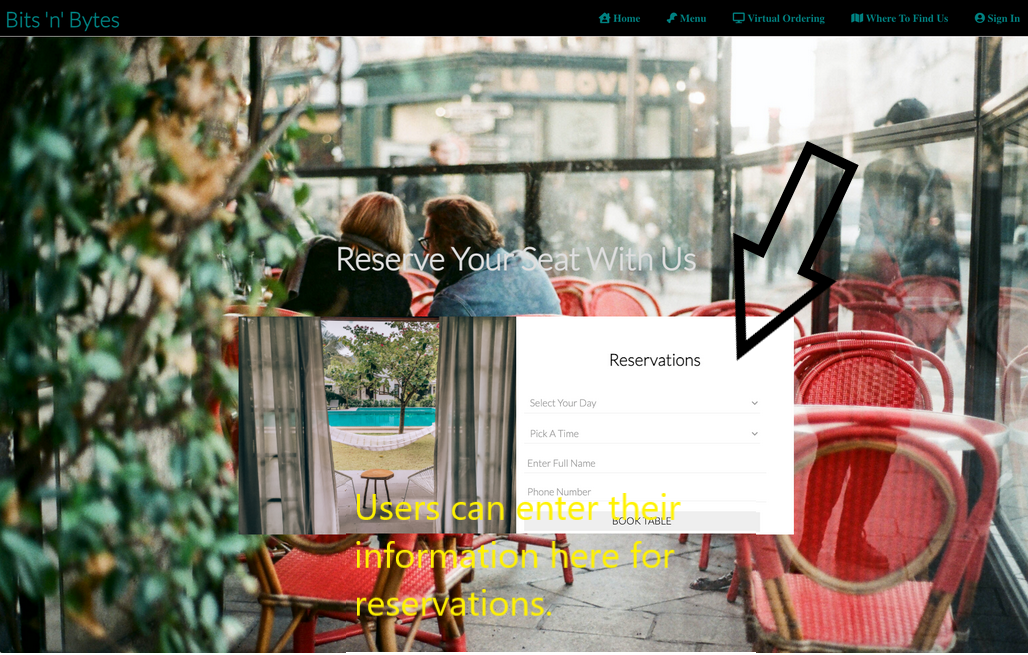 Bits 'n' Bytes
Home Menu Virtual Ordering Where To Find Us Sign In
LA BOVIDA
Reserve Your Seat With Us
Reservations
Select Your Day
Pick A Time
Enter Full Name
Phone Number
BOOK TABLE
Users can enter their
information here for
reservations.